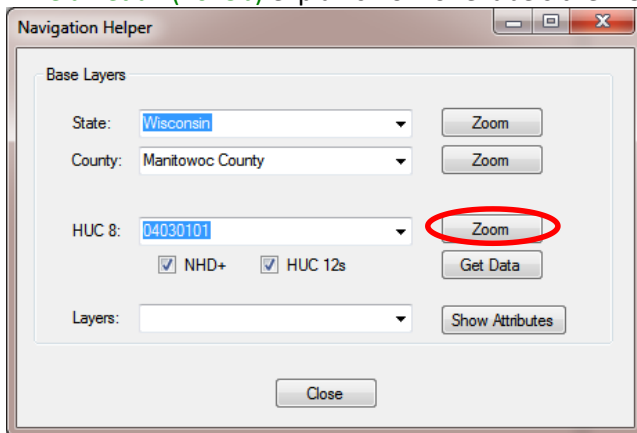 Navigation Helper
Base Layers
State: Wisconsin Zoom
County: Manitowoc County Zoom
HUC 8: 04030101 Zoom
NHD+ HUC 12s Get Data
Layers: Show Attributes
Close